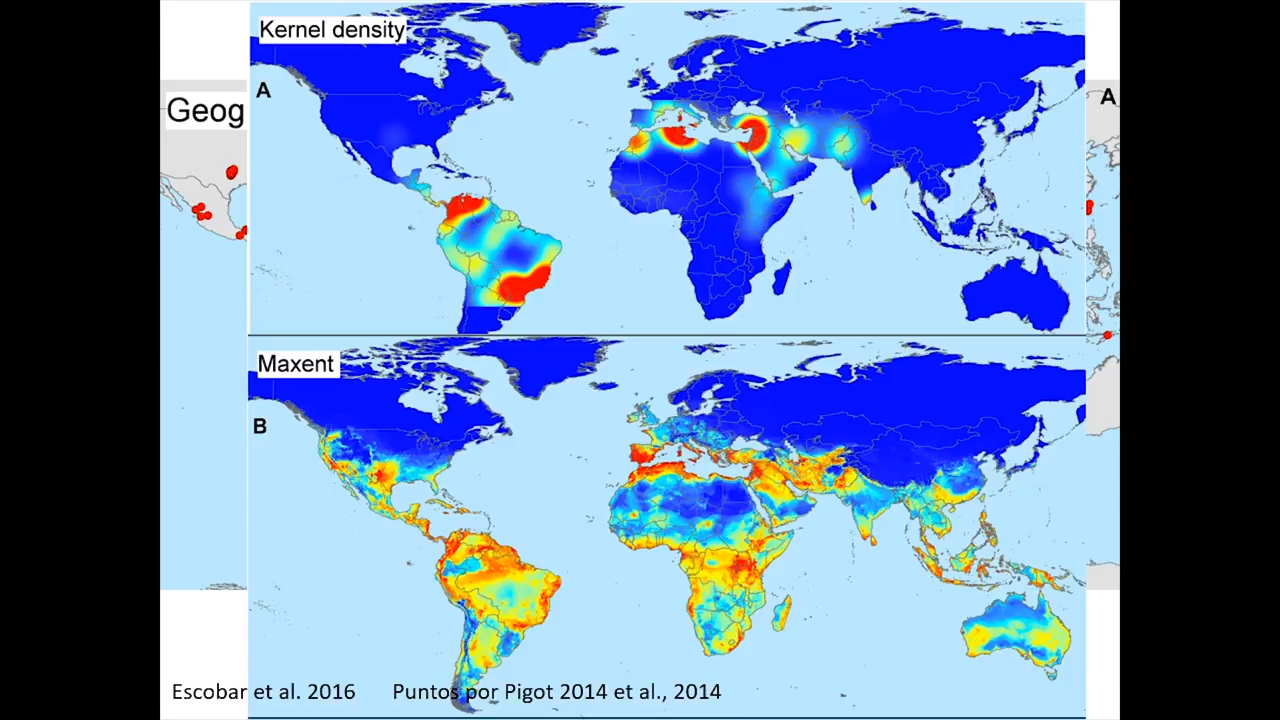 Kernel density
A
A
Geog
Maxent
B
Escobar et al. 2016 Puntos por Pigot 2014 et al., 2014